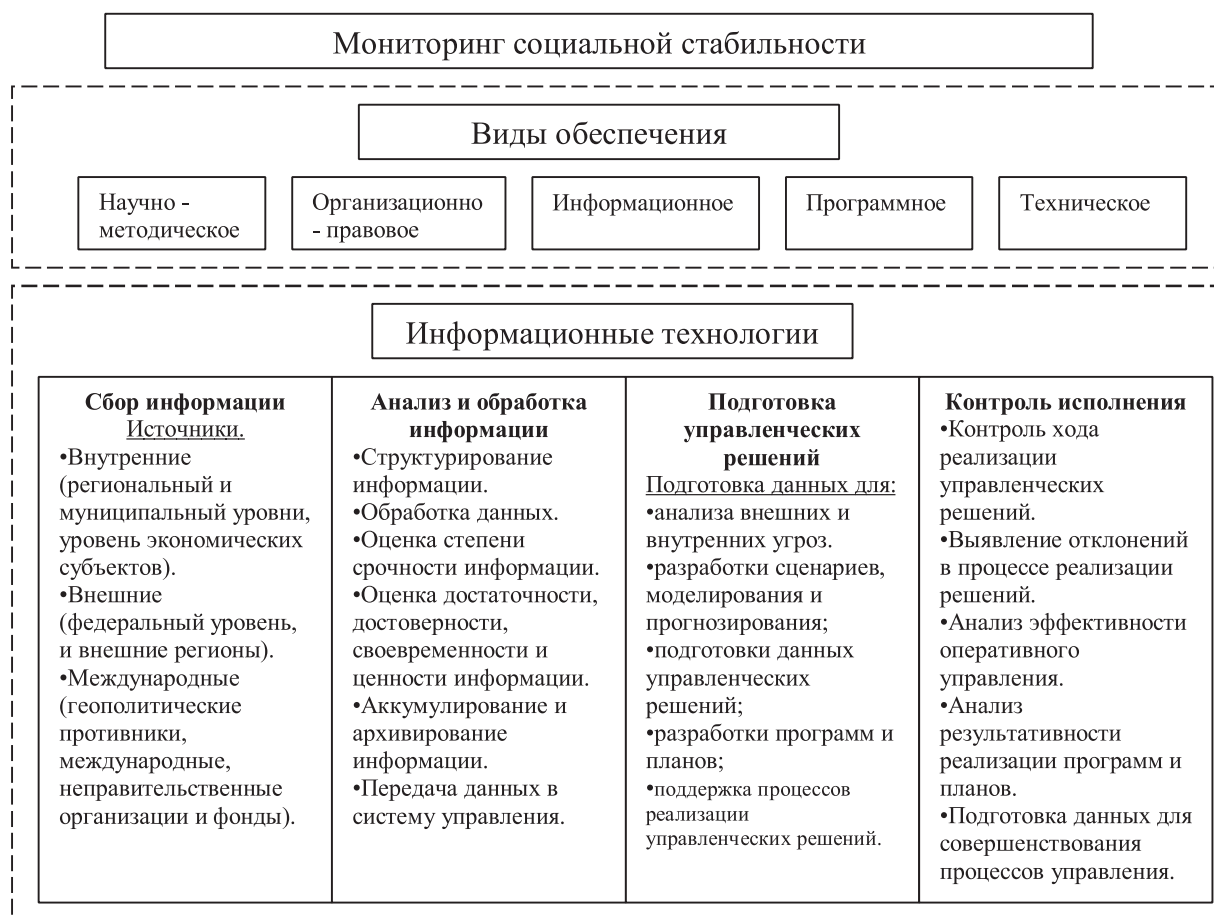 Мониторинг социальной стабильности
Виды обеспечения
Научно -
методическое
Организационно
- правовое
Информационное
Программное
Техническое
Информационные технологии
Сбор информации
Источники.
•Внутренние
(региональный и
муниципальный уровни,
уровень экономических
субъектов).
•Внешние
(федеральный уровень,
и внешние регионы).
•Международные
(геополитические
противники,
международные,
неправительственные
организации и фонды).
Анализ и обработка
информации
•Структурирование
информации.
•Обработка данных.
•Оценка степени
срочности информации.
•Оценка достаточности,
достоверности,
своевременности и
ценности информации.
•Аккумулирование и
архивирование
информации.
•Передача данных в
систему управления.
Подготовка
управленческих
решений
Подготовка данных для:
•анализа внешних и
внутренних угроз.
•разработки сценариев,
моделирования и
прогнозирования;
•подготовки данных
управленческих
решений;
•разработки программ и
планов;
•поддержка процессов
реализации
управленческих решений.
Контроль исполнения
•Контроль хода
реализации
управленческих
решений.
•Выявление отклонений
в процессе реализации
решений.
•Анализ эффективности
оперативного
управления.
•Анализ
результативности
реализации программ и
планов.
•Подготовка данных для
совершенствования
процессов управления.